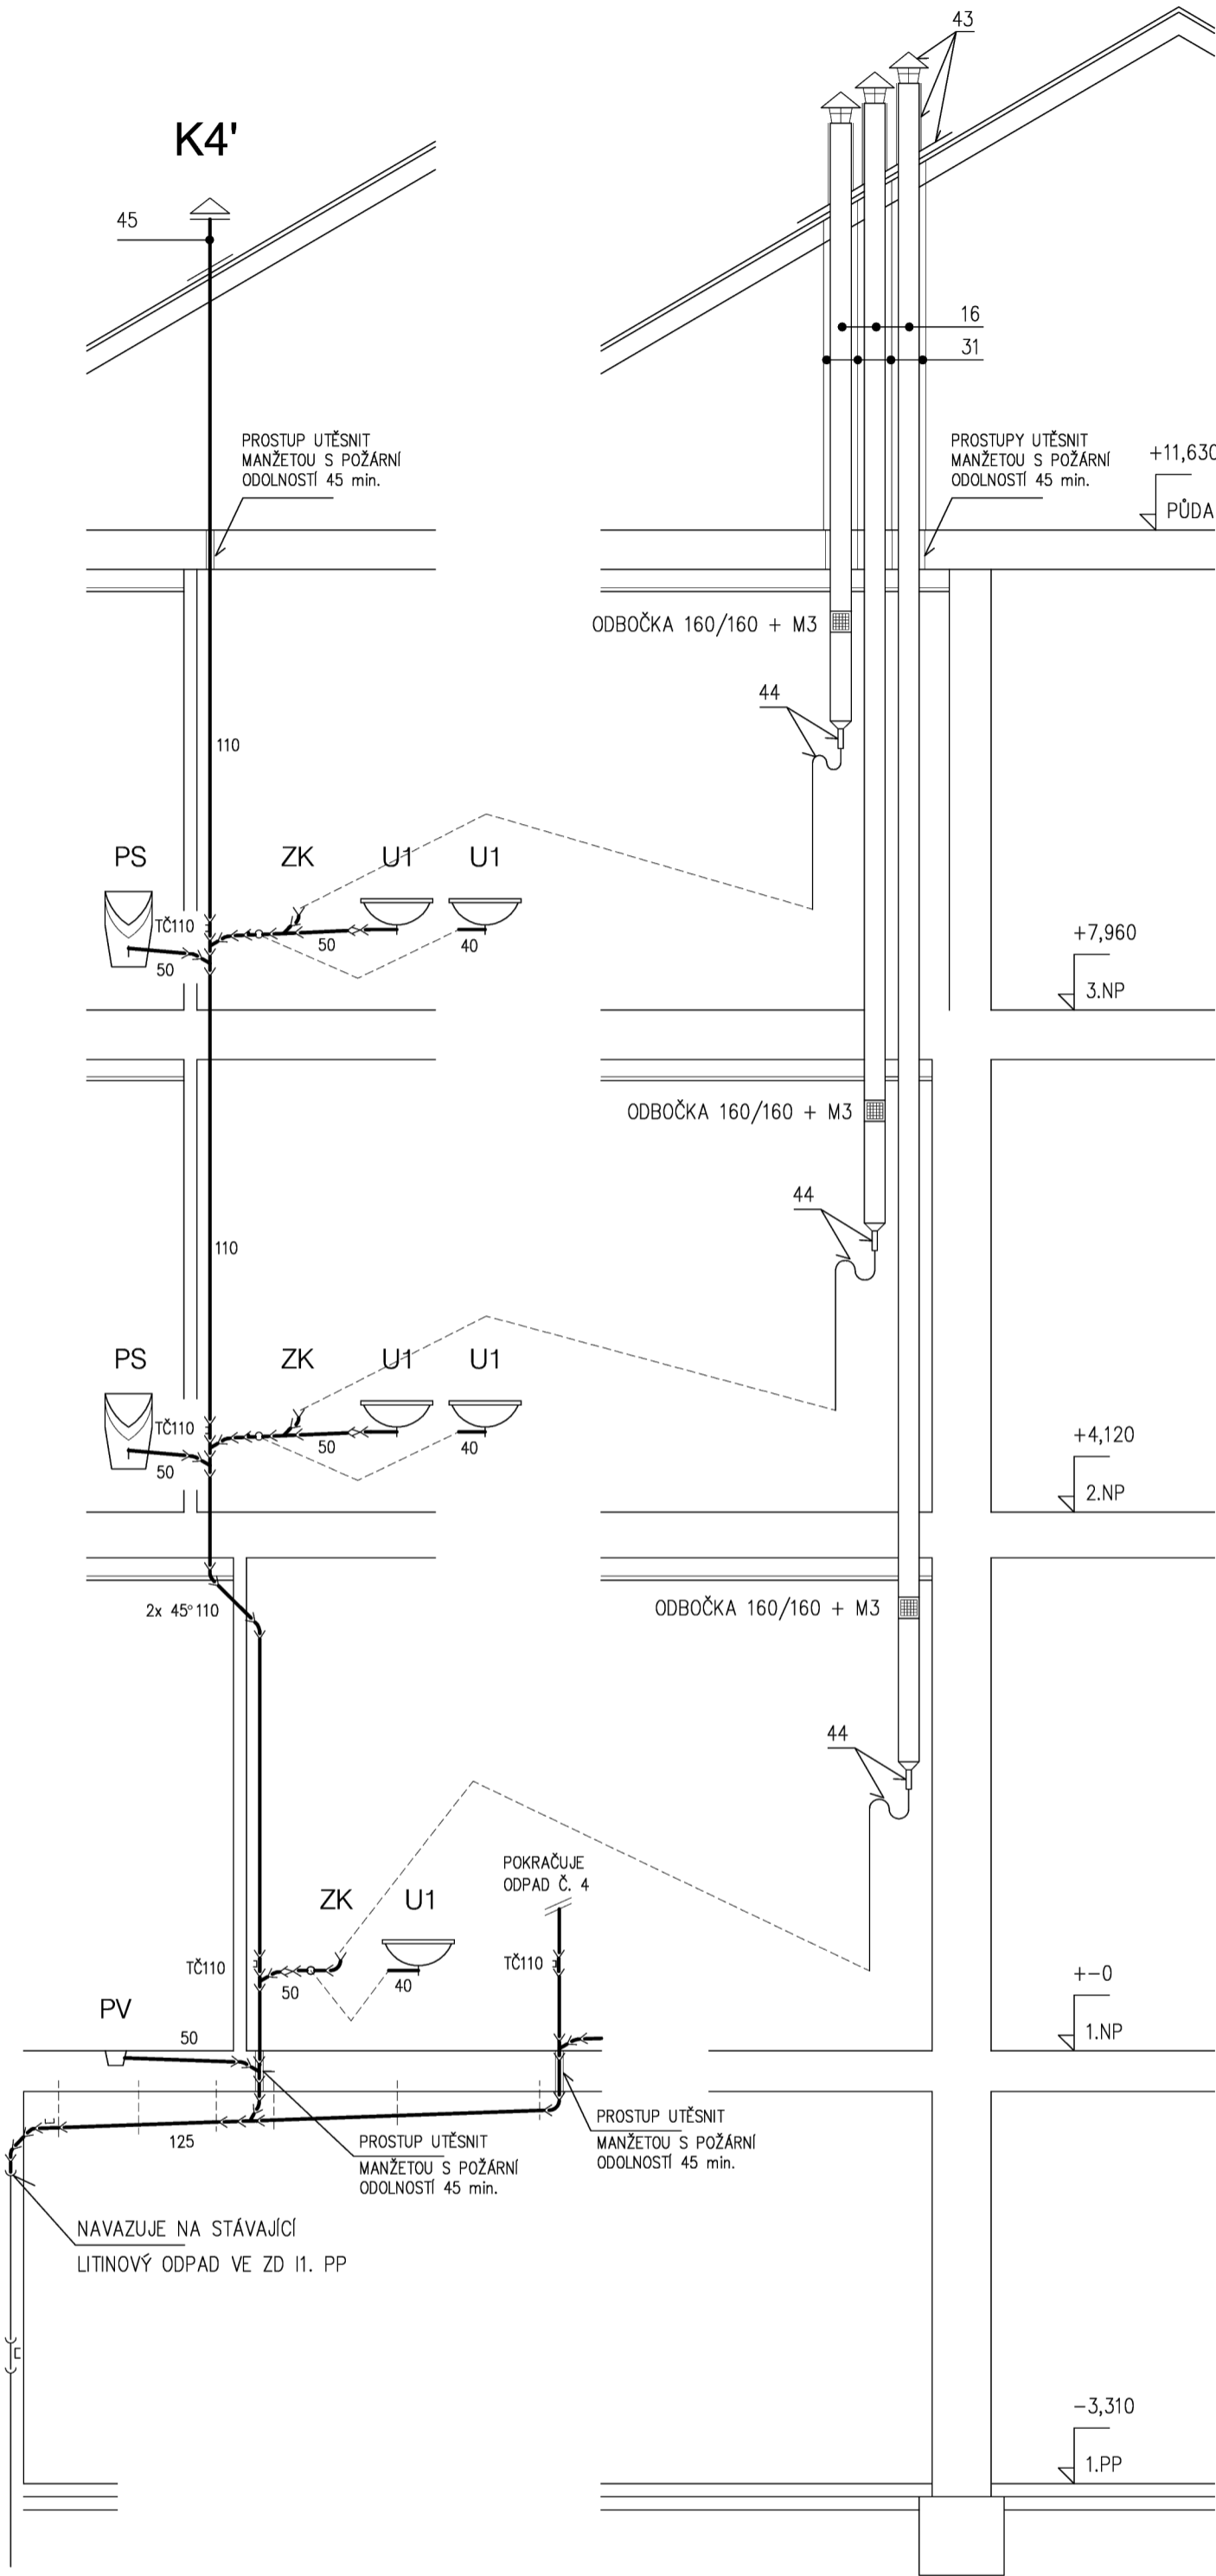 43
K4'
45
16
31
PROSTUP UTĚSNIT
MANŽETOU S POŽÁRNÍ
ODOLNOSTÍ 45 min.
PROSTUPY UTĚSNIT
MANŽETOU S POŽÁRNÍ
ODOLNOSTÍ 45 min.
+11,630
PŮDA
ODBOČKA 160/160 + M3
44
110
PS
ZK
U1
U1
TČ110
50
50
40
+7,960
3.NP
ODBOČKA 160/160 + M3
44
110
PS
ZK
U1
U1
TČ110
50
50
40
+4,120
2.NP
2x 45° 110
ODBOČKA 160/160 + M3
44
POKRAČUJE
ODPAD Č. 4
ZK
U1
TČ110
TČ110
50
40
+-0
1.NP
PV
50
125
PROSTUP UTĚSNIT
MANŽETOU S POŽÁRNÍ
ODOLNOSTÍ 45 min.
PROSTUP UTĚSNIT
MANŽETOU S POŽÁRNÍ
ODOLNOSTÍ 45 min.
NAVAZUJE NA STÁVAJÍCÍ
LITINOVÝ ODPAD VE ZD I1. PP
-3,310
1.PP